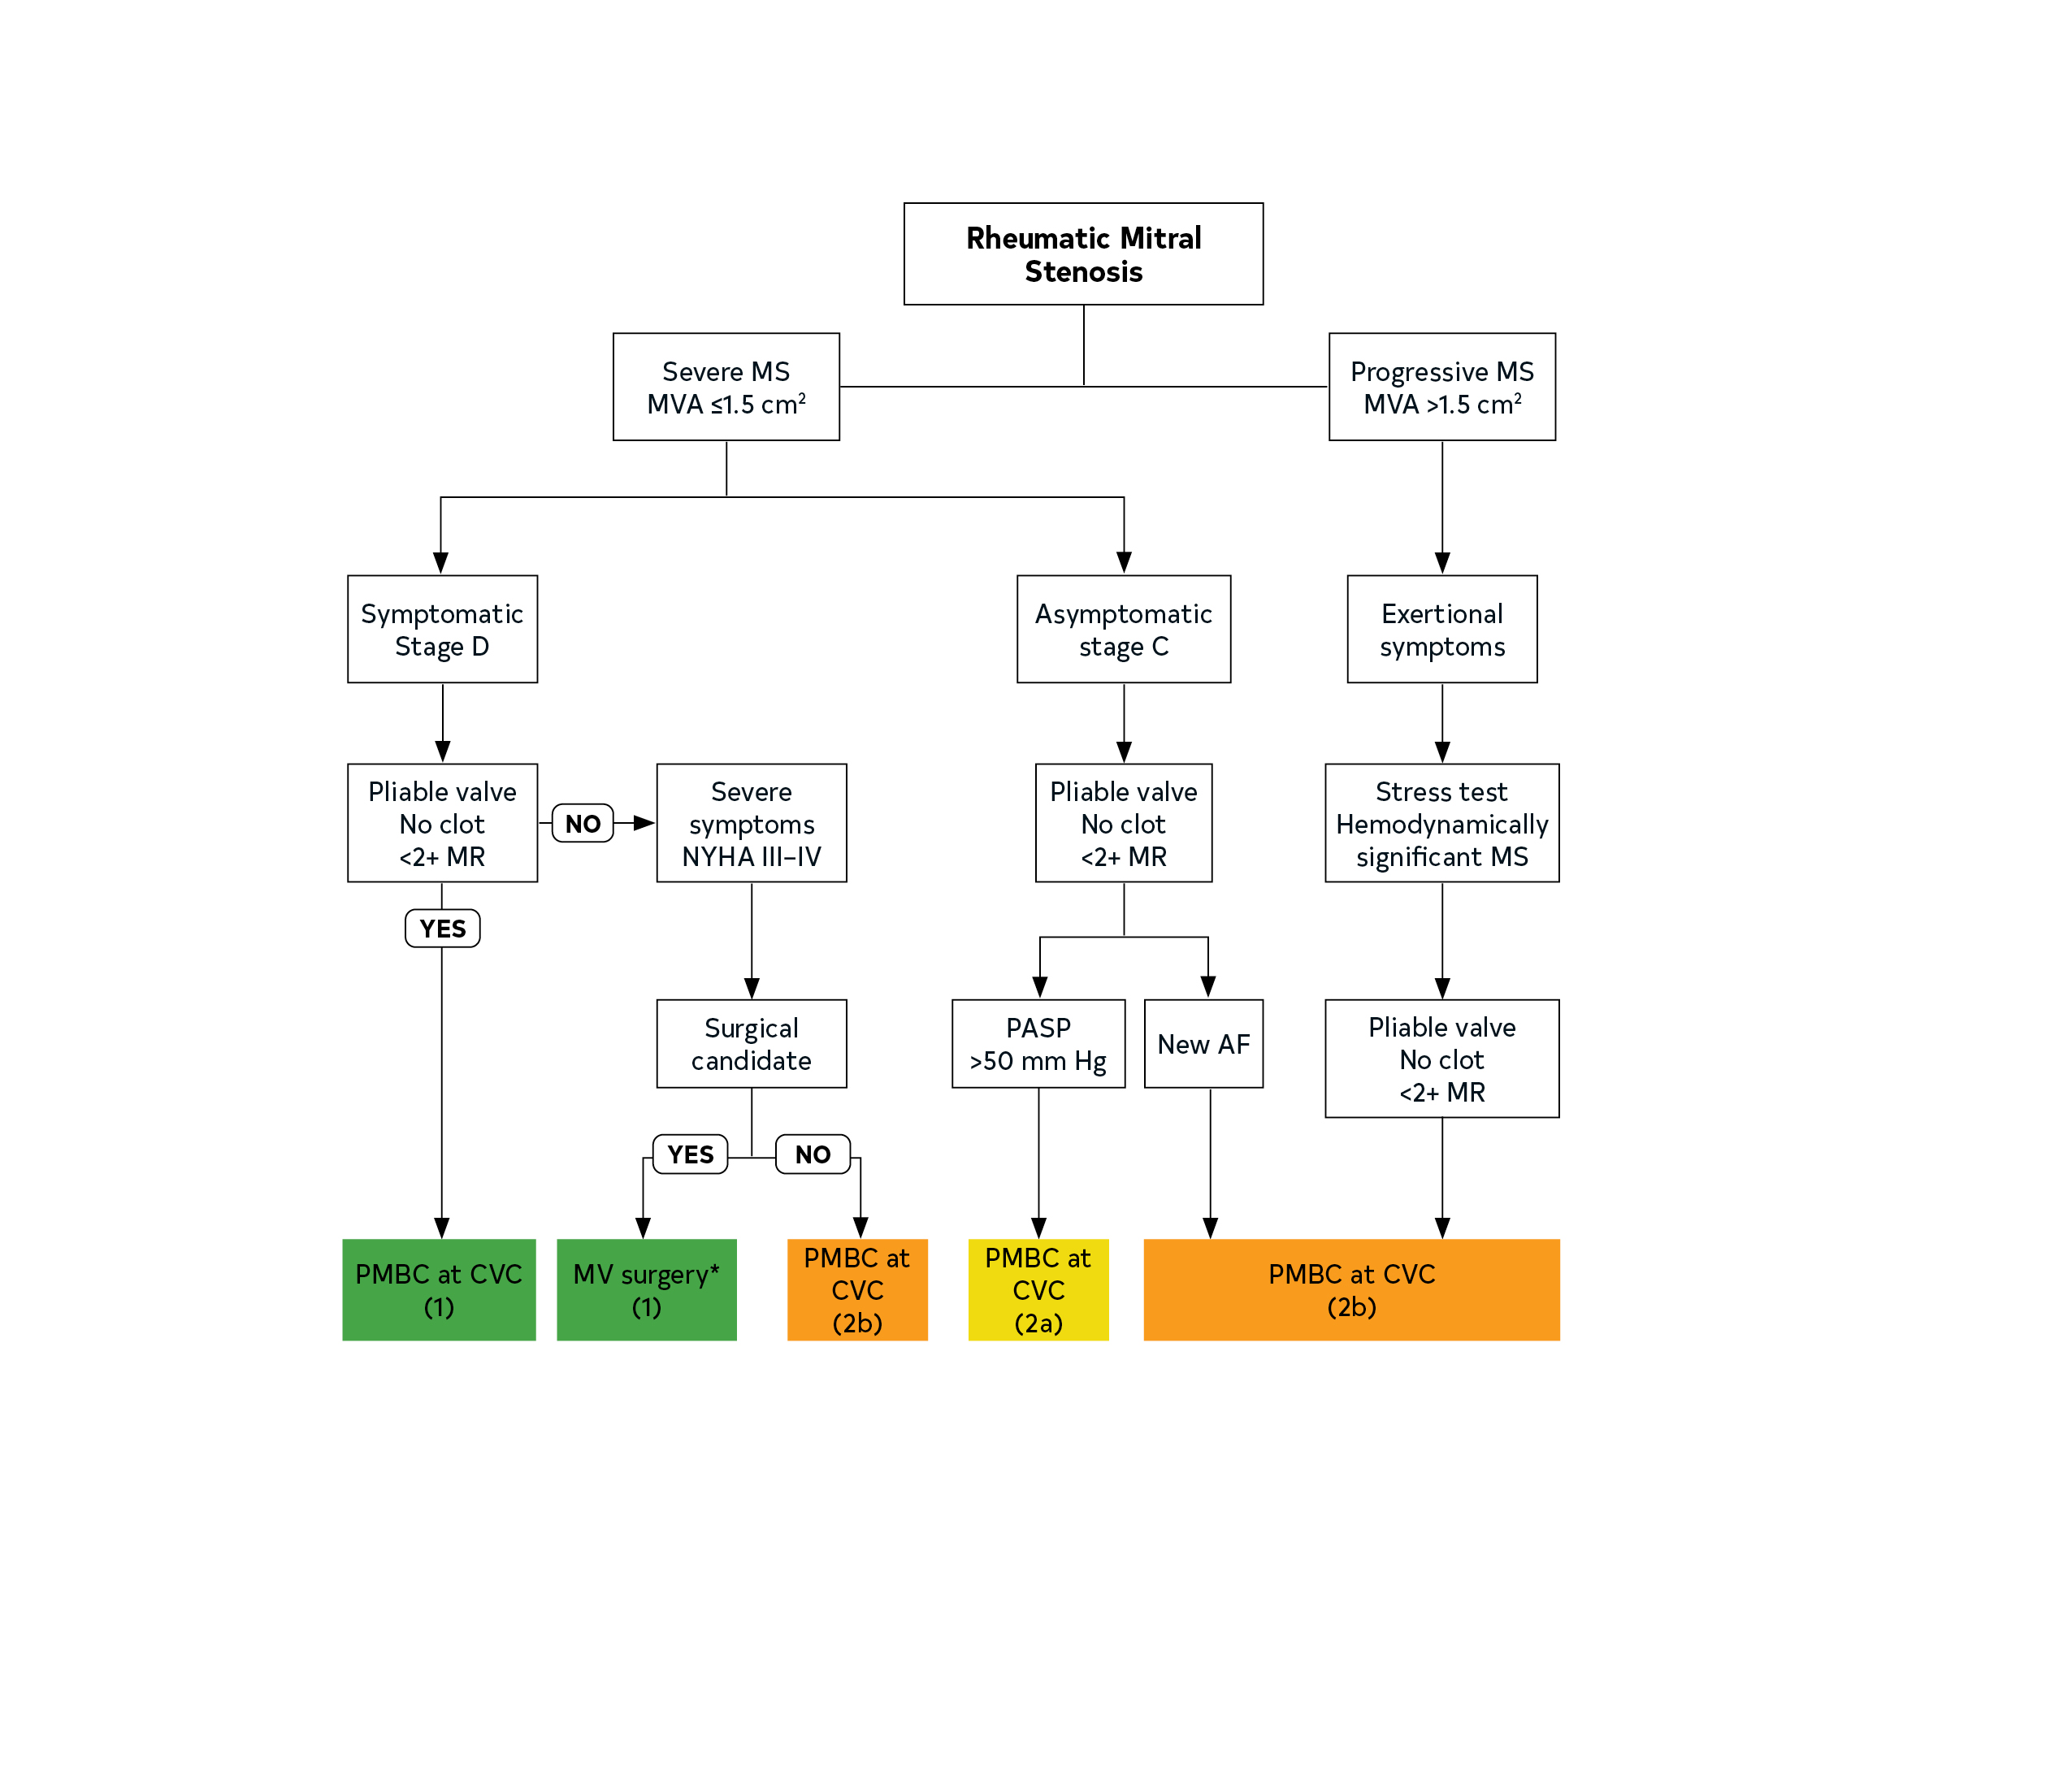 Rheumatic Mitral
Stenosis
Severe MS
MVA ≤1.5 cm²
Progressive MS
MVA >1.5 cm²
Symptomatic
Stage D
Asymptomatic
stage C
Exertional
symptoms
Pliable valve
No clot
<2+ MR
NO
Severe
symptoms
NYHA III–IV
Pliable valve
No clot
<2+ MR
Stress test
Hemodynamically
significant MS
YES
Surgical
candidate
PASP
>50 mm Hg
New AF
Pliable valve
No clot
<2+ MR
YES
NO
PMBC at CVC
(1)
MV surgery*
(1)
PMBC at
CVC
(2b)
PMBC at
CVC
(2a)
PMBC at CVC
(2b)